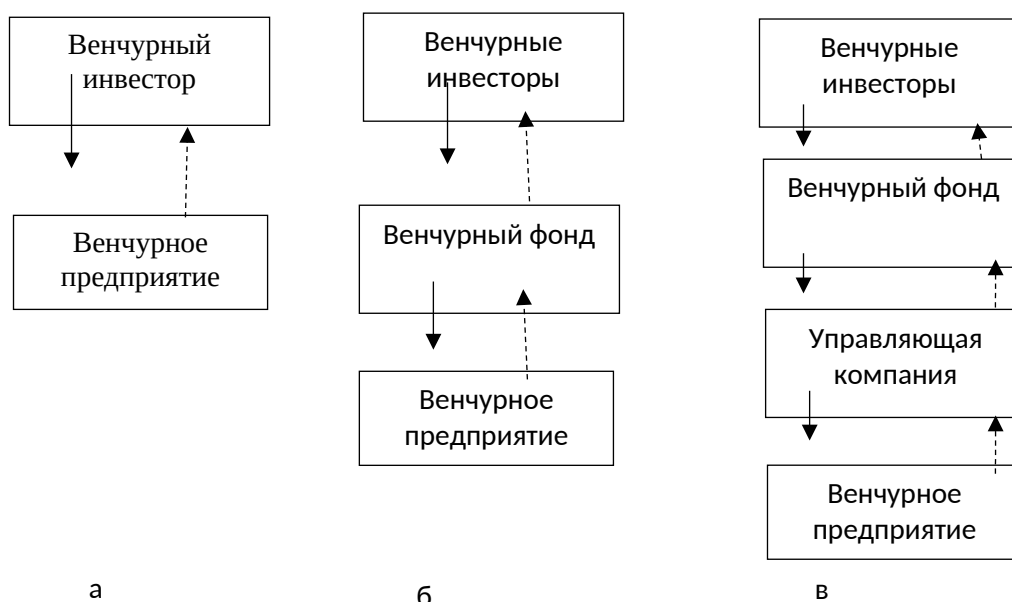 Венчурный
инвестор
Венчурное
предприятие
а
Венчурные
инвесторы
Венчурный фонд
Венчурное
предприятие
б
Венчурные
инвесторы
Венчурный фонд
Управляющая
компания
Венчурное
предприятие
в